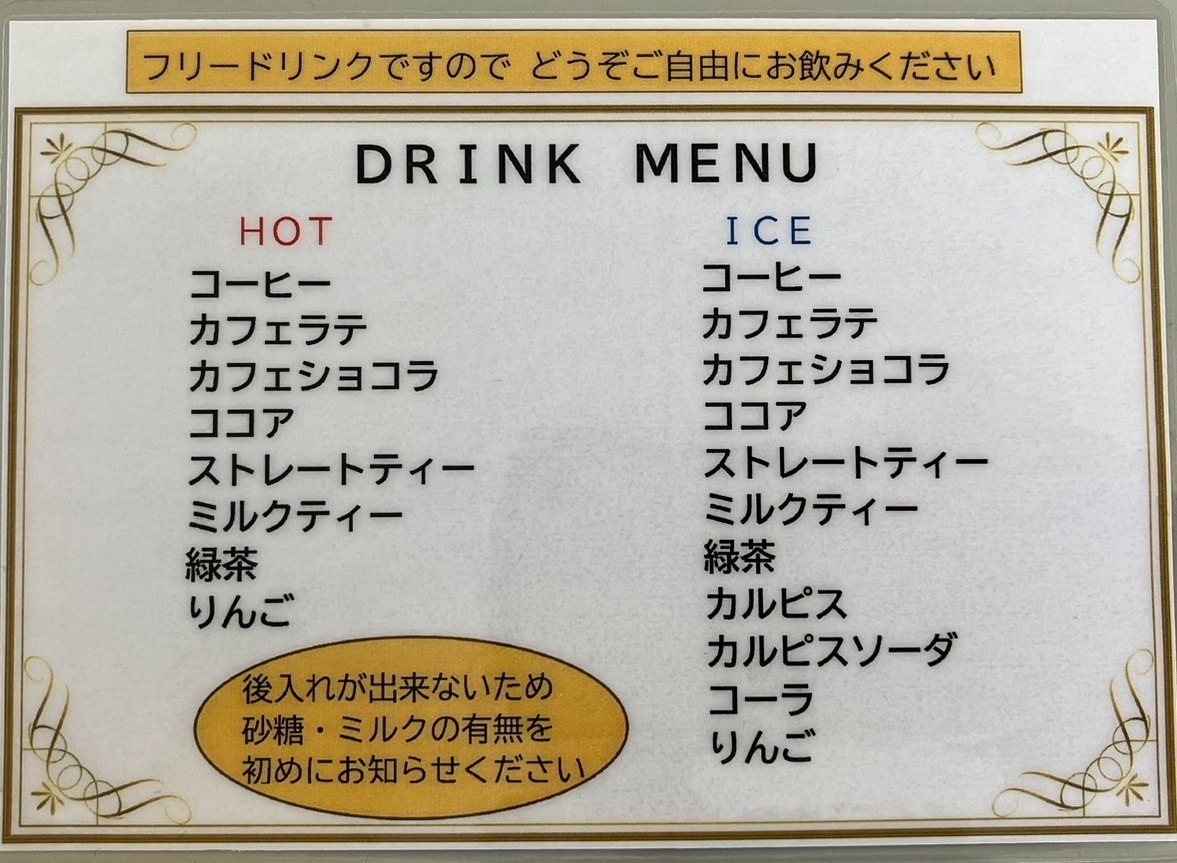 フリードリンクですので どうぞご自由にお飲みください
DRINK MENU
HOT
コーヒー
カフェラテ
カフェショコラ
ココア
ストレートティー
ミルクティー
緑茶
りんご
後入れが出来ないため
砂糖・ミルクの有無を
初めにお知らせください
ICE
コーヒー
カフェラテ
カフェショコラ
ココア
ストレートティー
ミルクティー
緑茶
カルピス
カルピスソーダ
コーラ
りんご